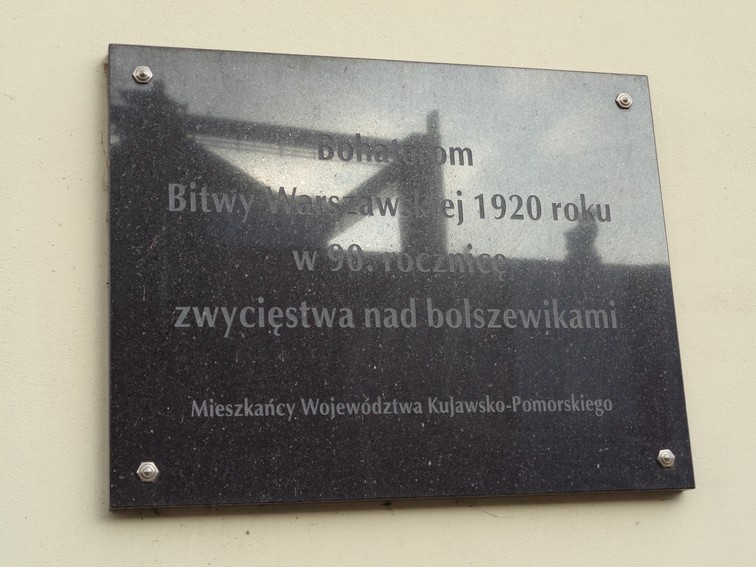 Bohaterom
Bitwy Warszawskiej 1920 roku
w 90. rocznicę
zwycięstwa nad bolszewikami
Mieszkańcy Województwa Kujawsko-Pomorskiego